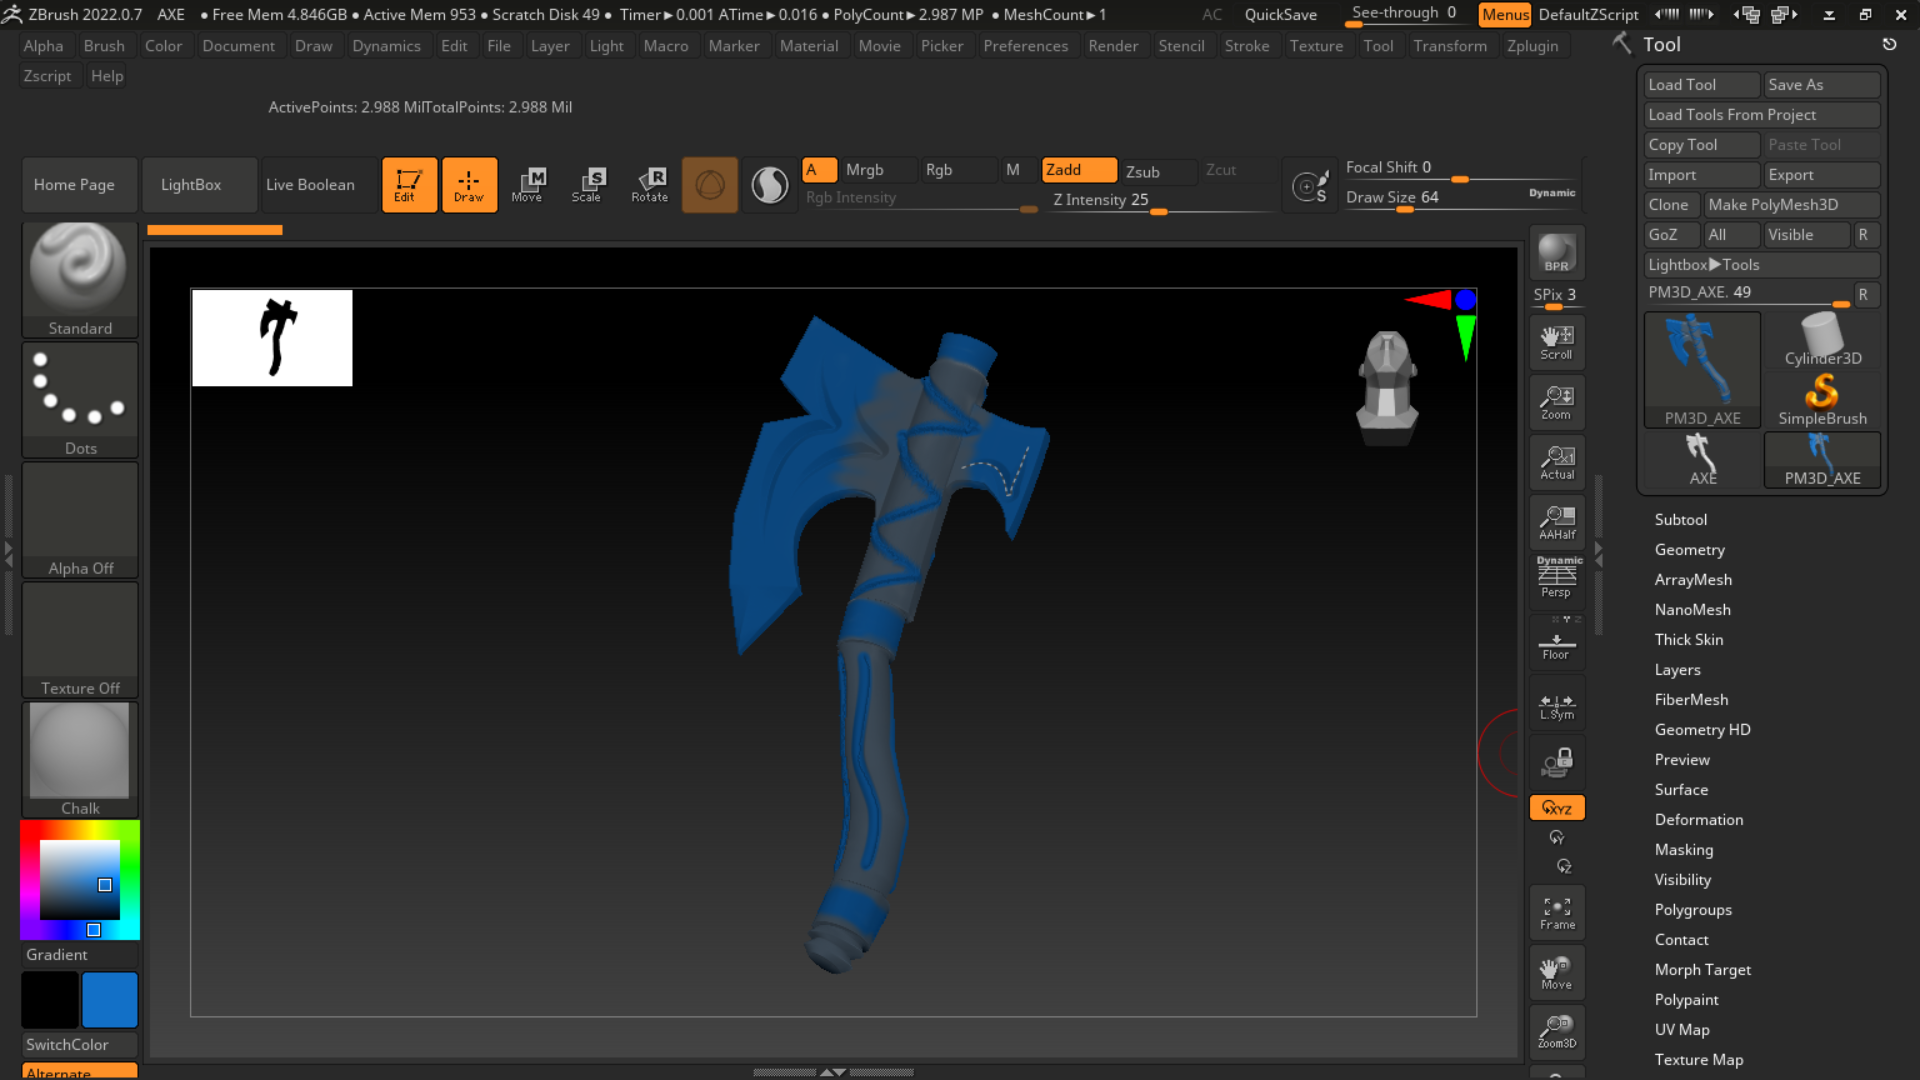 ZBrush 2022.0.7 AXE ● Free Mem 4.846GB ● Active Mem 953 ● Scratch Disk 49 ● Timer►0.001 ATime►0.016 ● PolyCount►2.987 MP ● MeshCount►1 AC QuickSave See-through 0 Menus DefaultZScript
Alpha Brush Color Document Draw Dynamics Edit File Layer Light Macro Marker Material Movie Picker Preferences Render Stencil Stroke Texture Tool Transform Zplugin
Zscript Help
ActivePoints: 2.988 MilTotalPoints: 2.988 Mil
Home Page LightBox Live Boolean Edit Draw Move Scale Rotate
M S R
A Mrgb Rgb M Zadd Zsub Zcut
Rgb Intensity Z Intensity 25
S
Focal Shift 0
Draw Size 64 Dynamic
Standard
Dots
Alpha Off
Texture Off
Chalk
Gradient
SwitchColor
Alternate
BPR
SPix 3
Scroll
Zoom
x1
Actual
AAHalf
Dynamic
Persp
x Y z
Floor
L.Sym
XYZ
Y
Z
Frame
Move
Zoom3D
Tool
Load Tool Save As
Load Tools From Project
Copy Tool Paste Tool
Import Export
Clone Make PolyMesh3D
GoZ All Visible R
Lightbox►Tools
PM3D_AXE. 49 R
PM3D_AXE Cylinder3D
SimpleBrush
AXE PM3D_AXE
Subtool
Geometry
ArrayMesh
NanoMesh
Thick Skin
Layers
FiberMesh
Geometry HD
Preview
Surface
Deformation
Masking
Visibility
Polygroups
Contact
Morph Target
Polypaint
UV Map
Texture Map